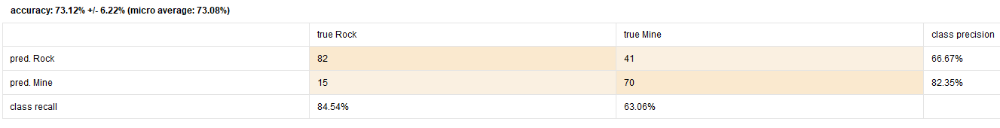 accuracy: 73.12% +/- 6.22% (micro average: 73.08%)
true Rock true Mine class precision
pred. Rock 82 41 66.67%
pred. Mine 15 70 82.35%
class recall 84.54% 63.06%